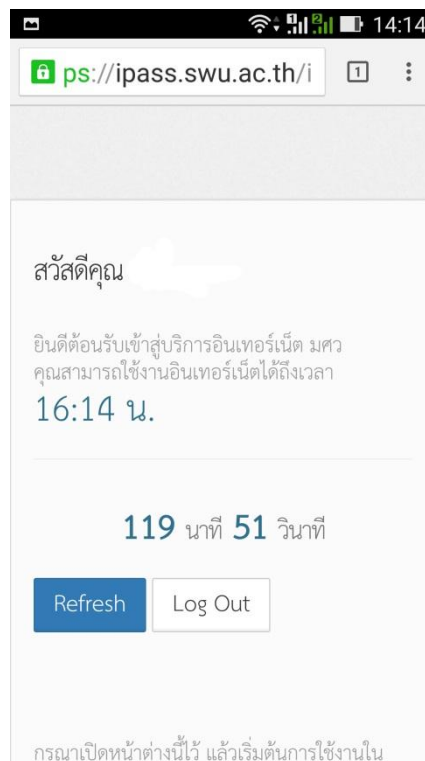 14:14
ps://ipass.swu.ac.th/i
1
สวัสดีคุณ
ยินดีต้อนรับเข้าสู่บริการอินเทอร์เน็ต มศว
คุณสามารถใช้งานอินเทอร์เน็ตได้ถึงเวลา
16:14 น.
119 นาที 51 วินาที
Refresh Log Out
กรุณาเปิดหน้าต่างนี้ไว้ แล้วเริ่มต้นการใช้งานใน